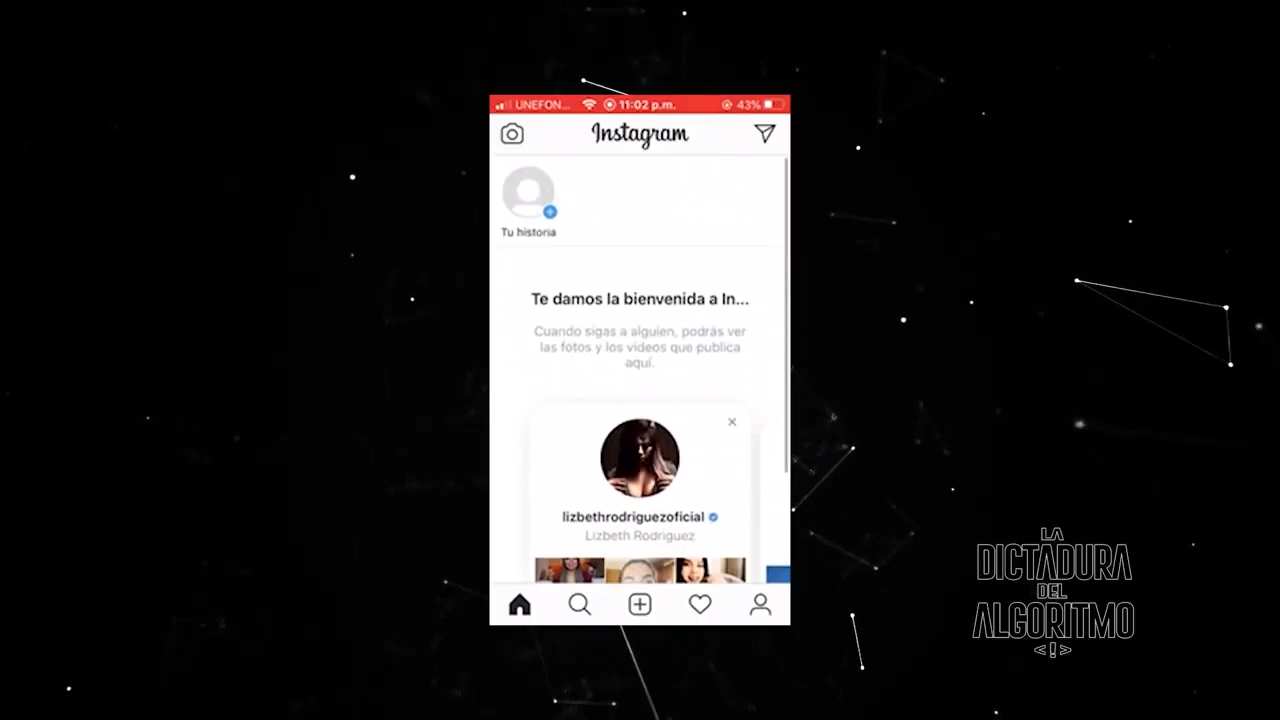 UNEFON... 11:02 p.m. 43%
Instagram
Tu historia
Te damos la bienvenida a In...
Cuando sigas a alguien, podrás ver
las fotos y los videos que publica
aquí.
lizbethrodriguezoficial
Lizbeth Rodriguez
LA
DICTADURA
DEL
ALGORITMO
<!>